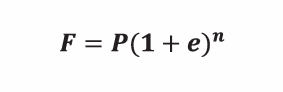 F = P(1 + e)ⁿ